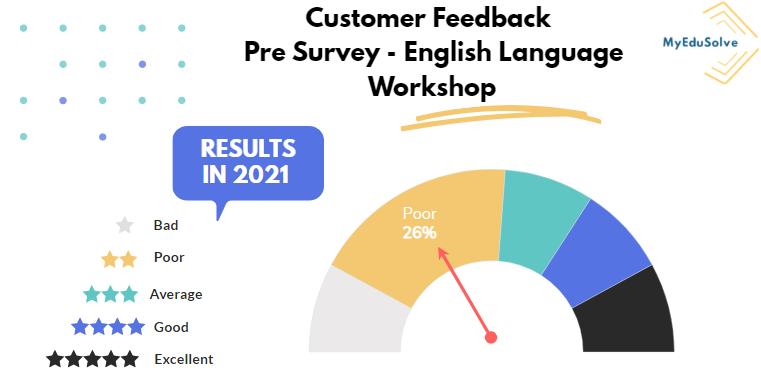 Customer Feedback
Pre Survey - English Language
Workshop
MyEduSolve
RESULTS
IN 2021
Bad
Poor
Average
Good
Excellent
Poor
26%